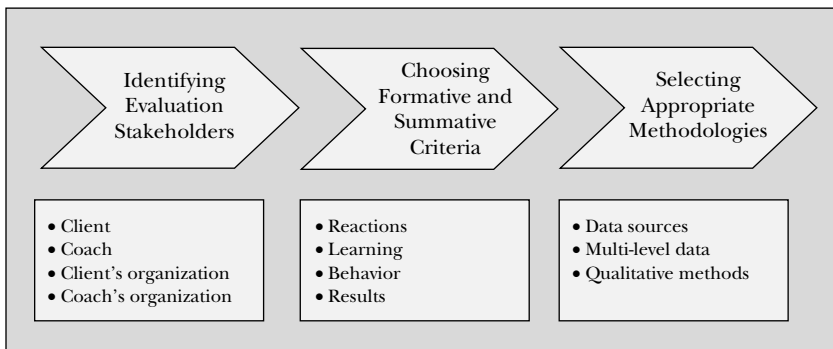 Identifying
Evaluation
Stakeholders
Choosing
Formative and
Summative
Criteria
Selecting
Appropriate
Methodologies
• Client
• Coach
• Client’s organization
• Coach’s organization
• Reactions
• Learning
• Behavior
• Results
• Data sources
• Multi-level data
• Qualitative methods